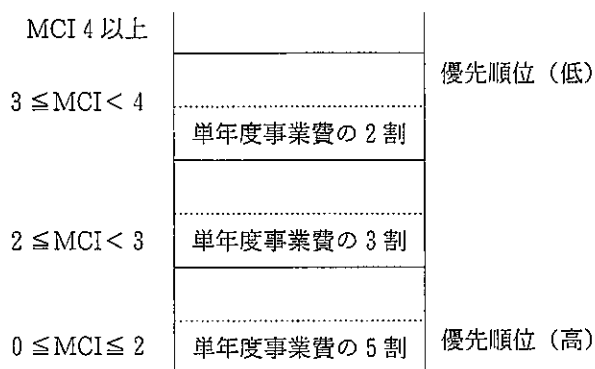 MCI 4 以上
優先順位（低）
3 ≦MCI< 4
単年度事業費の 2 割
2 ≦MCI< 3
単年度事業費の 3 割
0 ≦MCI≦ 2
単年度事業費の 5 割
優先順位（高）